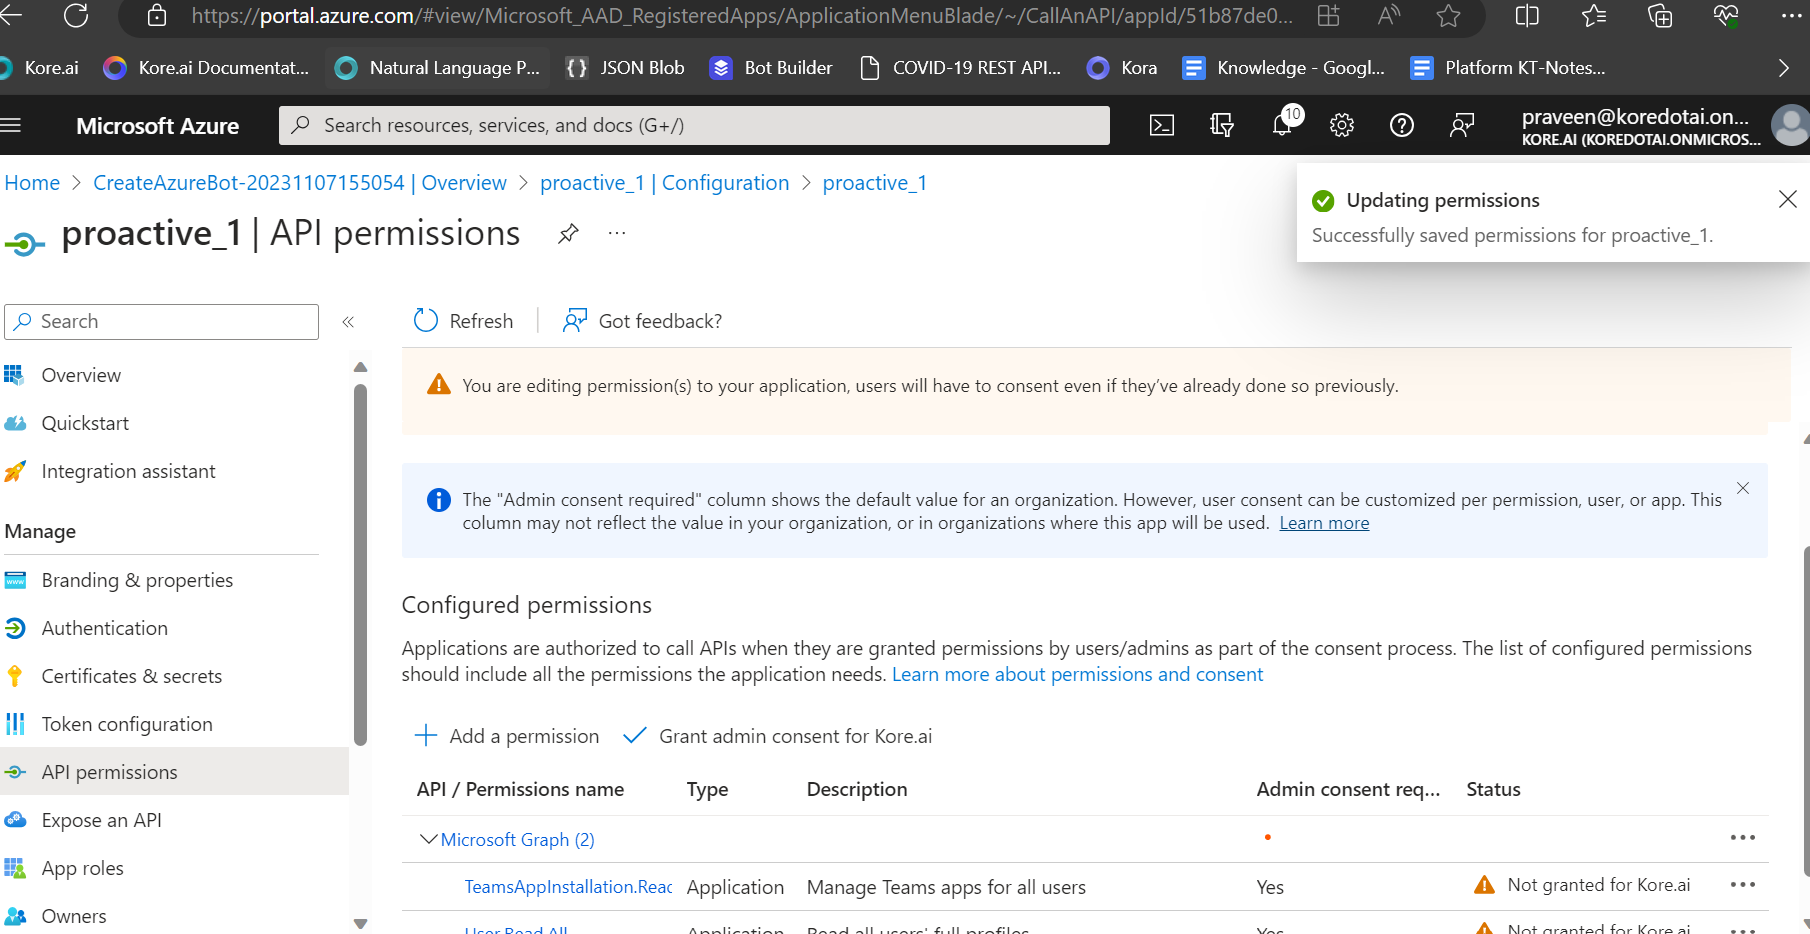 https://portal.azure.com/#view/Microsoft_AAD_RegisteredApps/ApplicationMenuBlade/~/CallAnAPI/appId/51b87de0...
Kore.ai
Kore.ai Documentat...
Natural Language P...
JSON Blob
Bot Builder
COVID-19 REST API...
Kora
Knowledge - Googl...
Platform KT-Notes...
Microsoft Azure
Search resources, services, and docs (G+/)
10
praveen@koredotai.on...
KORE.AI (KOREDOTAI.ONMICROS...
Home > CreateAzureBot-20231107155054 | Overview > proactive_1 | Configuration > proactive_1
proactive_1 | API permissions
Updating permissions
Successfully saved permissions for proactive_1.
Search
Refresh
Got feedback?
Overview
Quickstart
Integration assistant
Manage
Branding & properties
Authentication
Certificates & secrets
Token configuration
API permissions
Expose an API
App roles
Owners
You are editing permission(s) to your application, users will have to consent even if they’ve already done so previously.
The "Admin consent required" column shows the default value for an organization. However, user consent can be customized per permission, user, or app. This
column may not reflect the value in your organization, or in organizations where this app will be used. Learn more
Configured permissions
Applications are authorized to call APIs when they are granted permissions by users/admins as part of the consent process. The list of configured permissions
should include all the permissions the application needs. Learn more about permissions and consent
Add a permission
Grant admin consent for Kore.ai
API / Permissions name Type Description Admin consent req... Status
Microsoft Graph (2)
TeamsAppInstallation.Read Application Manage Teams apps for all users Yes Not granted for Kore.ai
User.Read.All Application Read all users' full profiles Yes Not granted for Kore.ai